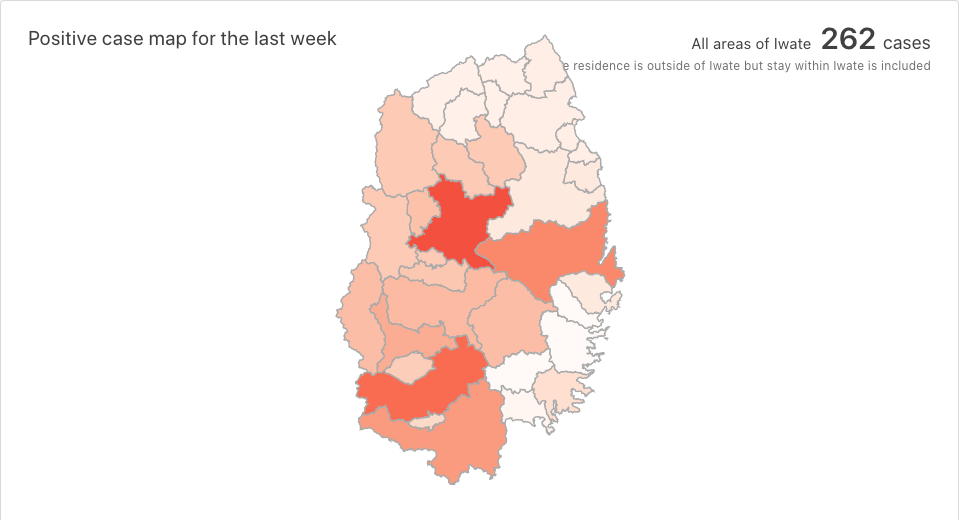 Positive case map for the last week
All areas of Iwate 262 cases
residence is outside of Iwate but stay within Iwate is included